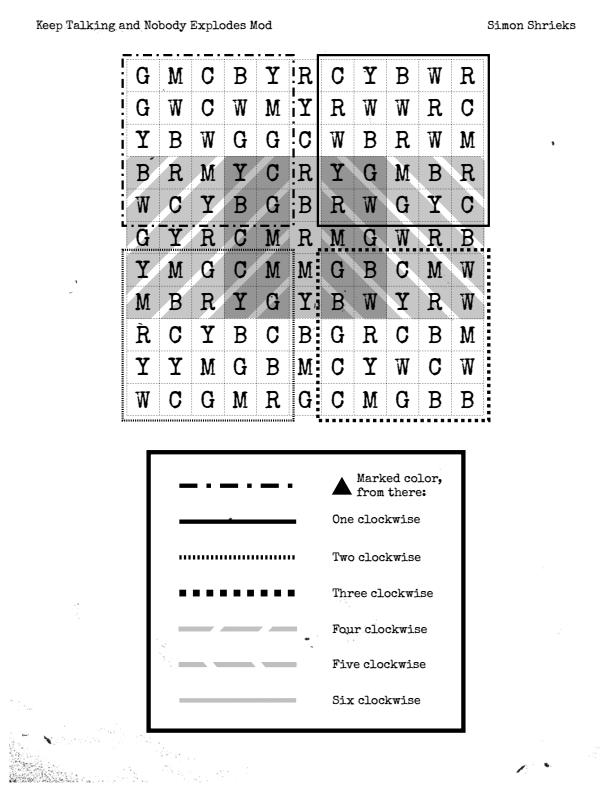 Keep Talking and Nobody Explodes Mod Simon Shrieks
G M C B Y R C Y B W R
G W C W M Y R W W R C
Y B W G G C W B R W M
B R M Y C R Y G M B R
W C Y B G B R W G Y C
G Y R C M R M G W R B
Y M G C M M G B C M W
M B R Y G Y B W Y R W
R C Y B C B G R C B M
Y Y M G B M C Y W C W
W C G M R G C M G B B
Marked color,
from there:
One clockwise
Two clockwise
Three clockwise
Four clockwise
Five clockwise
Six clockwise